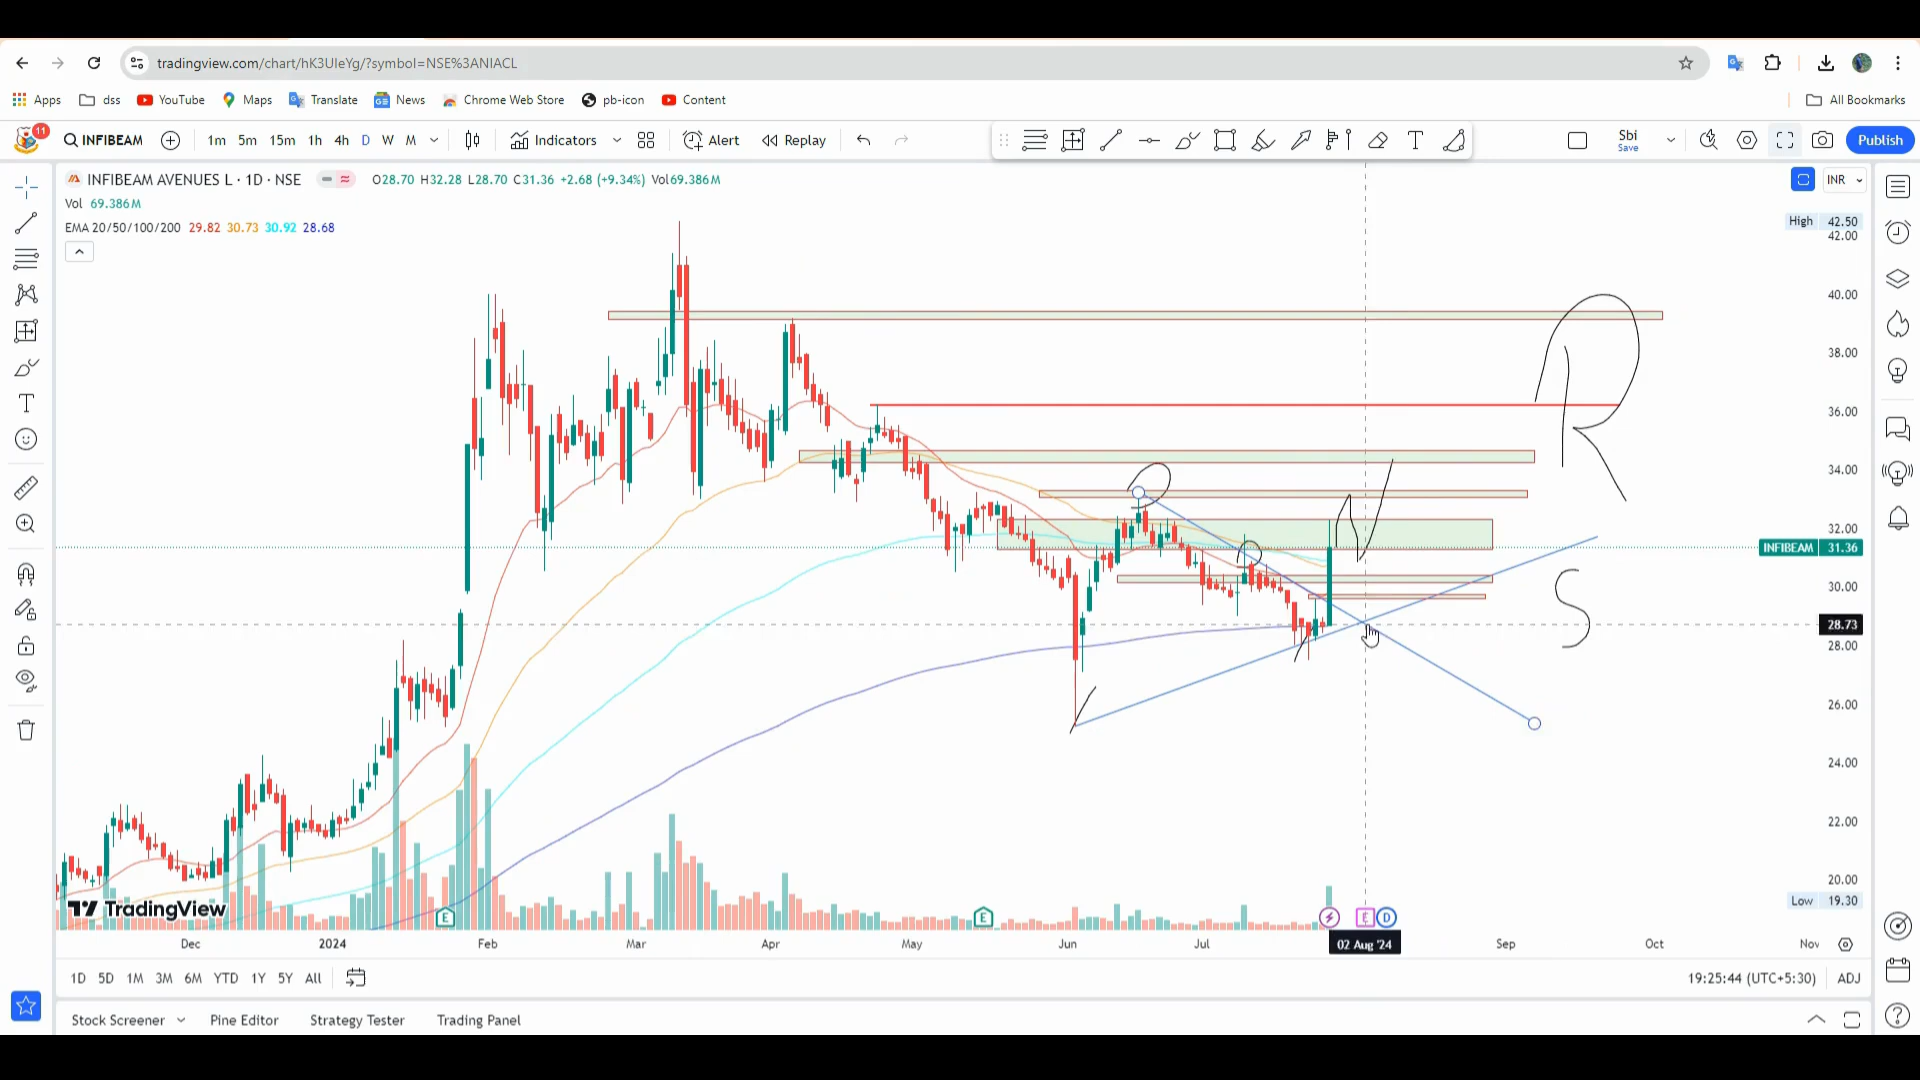 tradingview.com/chart/hK3UIeYg/?symbol=NSE%3ANIACL
Apps dss YouTube Maps Translate News Chrome Web Store pb-icon Content All Bookmarks
11 INFIBEAM 1m 5m 15m 1h 4h D W M Indicators Alert Replay T Sbi Save Publish
INFIBEAM AVENUES L · 1D · NSE O28.70 H32.28 L28.70 C31.36 +2.68 (+9.34%) Vol69.386M INR
Vol 69.386M
EMA 20/50/100/200 29.82 30.73 30.92 28.68
High 42.50
42.00
40.00
38.00
R
36.00
34.00
32.00
INFIBEAM 31.36
30.00
S
28.73
28.00
26.00
24.00
22.00
20.00
Low 19.30
TradingView
E E E D
Dec 2024 Feb Mar Apr May Jun Jul 02 Aug '24 Sep Oct Nov
1D 5D 1M 3M 6M YTD 1Y 5Y All 19:25:44 (UTC+5:30) ADJ
Stock Screener Pine Editor Strategy Tester Trading Panel